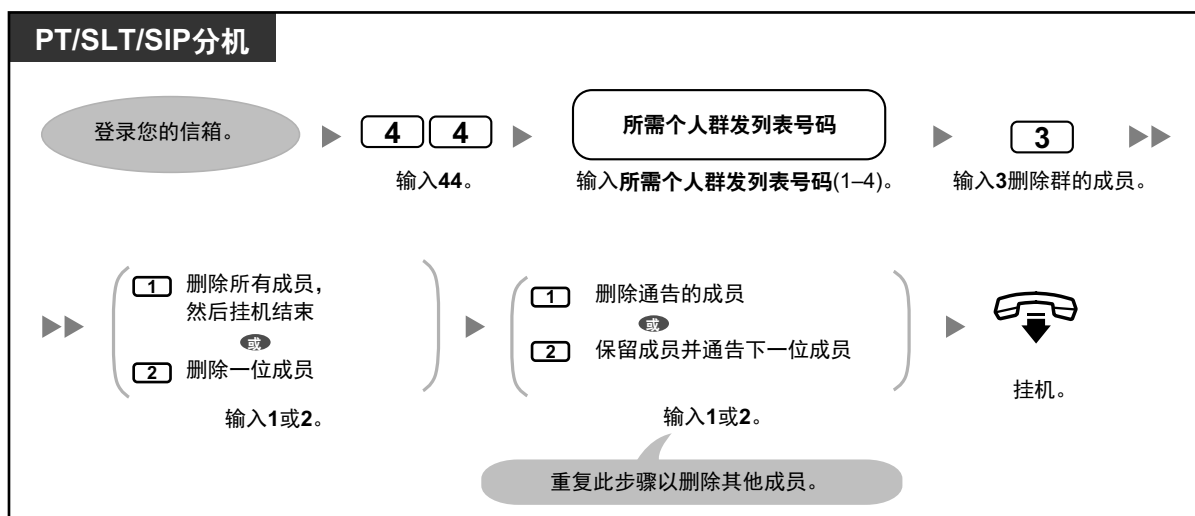 PT/SLT/SIP分机
登录您的信箱。
4 4
输入44。
所需个人群发列表号码
输入所需个人群发列表号码(1–4)。
3
输入3删除群的成员。
1 删除所有成员，
然后挂机结束
或
2 删除一位成员
输入1或2。
1 删除通告的成员
或
2 保留成员并通告下一位成员
输入1或2。
重复此步骤以删除其他成员。
挂机。